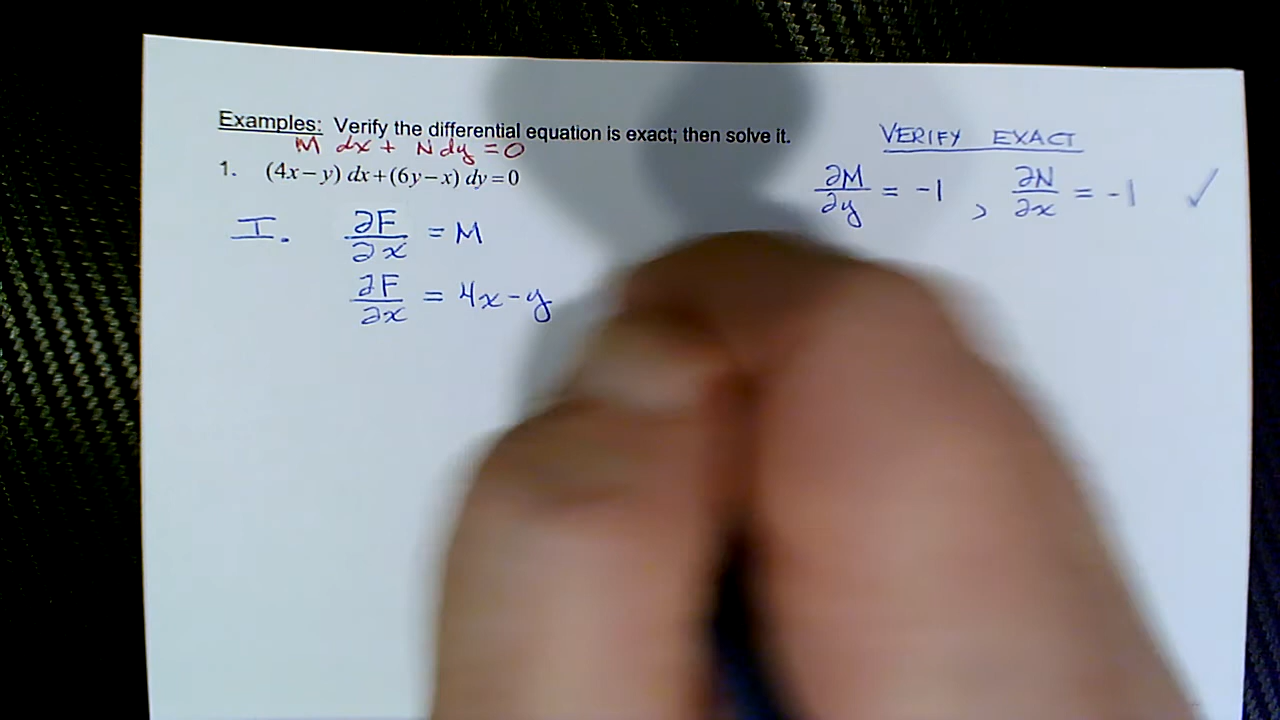 Examples: Verify the differential equation is exact; then solve it.
M dx + N dy = 0
1. (4x−y) dx+(6y−x) dy=0
VERIFY EXACT
∂M/∂y = -1 , ∂N/∂x = -1 ✓
I. ∂F/∂x = M
∂F/∂x = 4x-y